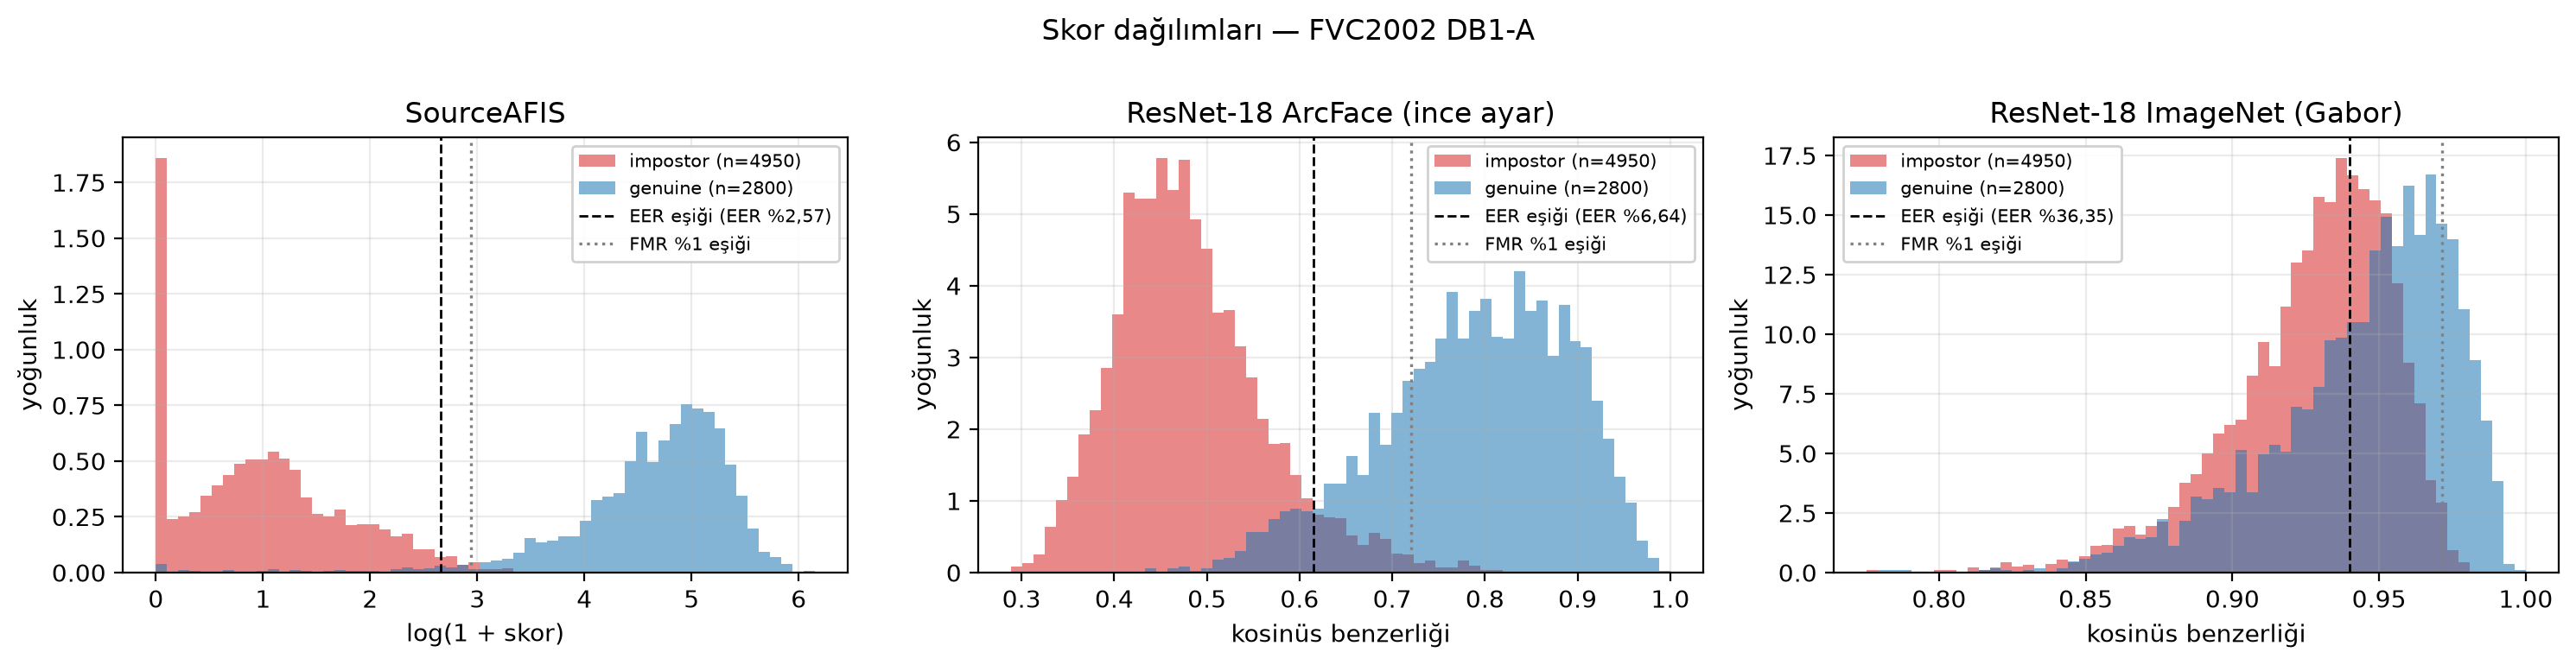 Skor dağılımları — FVC2002 DB1-A
SourceAFIS
yoğunluk
1.75
1.50
1.25
1.00
0.75
0.50
0.25
0.00
impostor (n=4950)
genuine (n=2800)
EER eşiği (EER %2,57)
FMR %1 eşiği
0 1 2 3 4 5 6
log(1 + skor)
ResNet-18 ArcFace (ince ayar)
yoğunluk
6
5
4
3
2
1
0
impostor (n=4950)
genuine (n=2800)
EER eşiği (EER %6,64)
FMR %1 eşiği
0.3 0.4 0.5 0.6 0.7 0.8 0.9 1.0
kosinüs benzerliği
ResNet-18 ImageNet (Gabor)
yoğunluk
17.5
15.0
12.5
10.0
7.5
5.0
2.5
0.0
impostor (n=4950)
genuine (n=2800)
EER eşiği (EER %36,35)
FMR %1 eşiği
0.80 0.85 0.90 0.95 1.00
kosinüs benzerliği